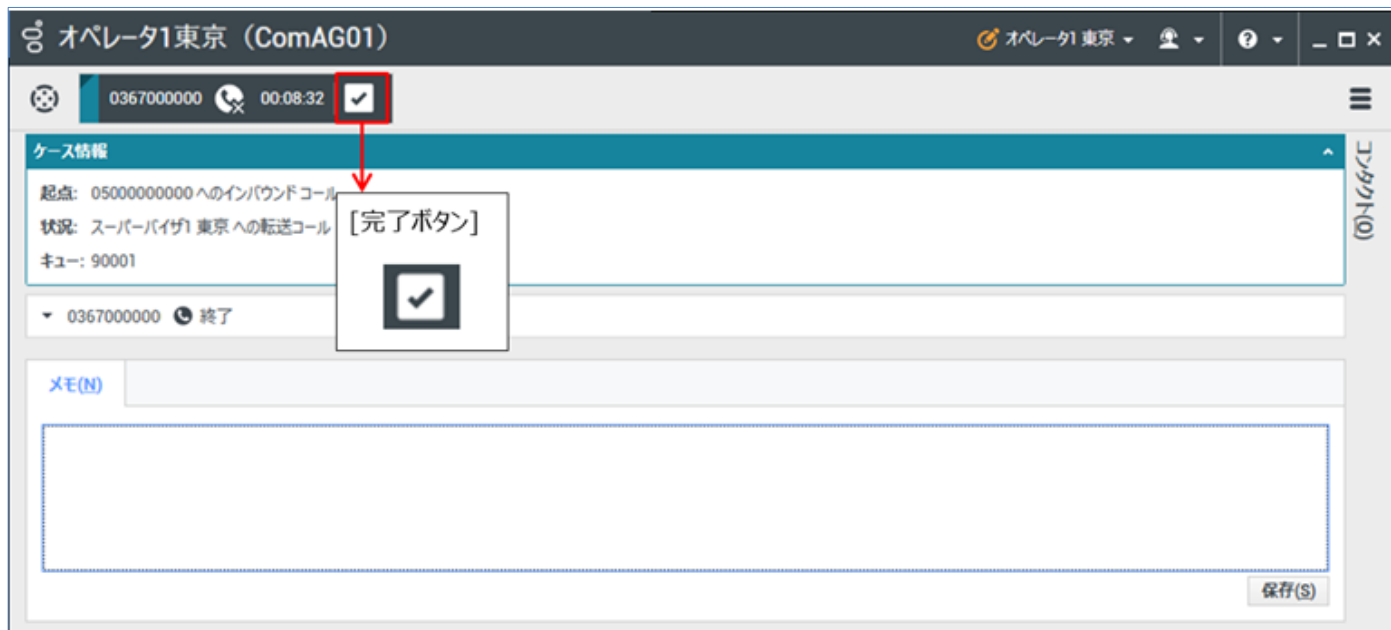 オペレータ1東京（ComAG01）
オペレータ1 東京
0367000000 00:08:32
ケース情報
起点: 05000000000 へのインバウンド コール
状況: スーパーバイザ1 東京 への転送コール
キュー: 90001
[完了ボタン]
コンタクト(O)
0367000000 終了
メモ(N)
保存(S)